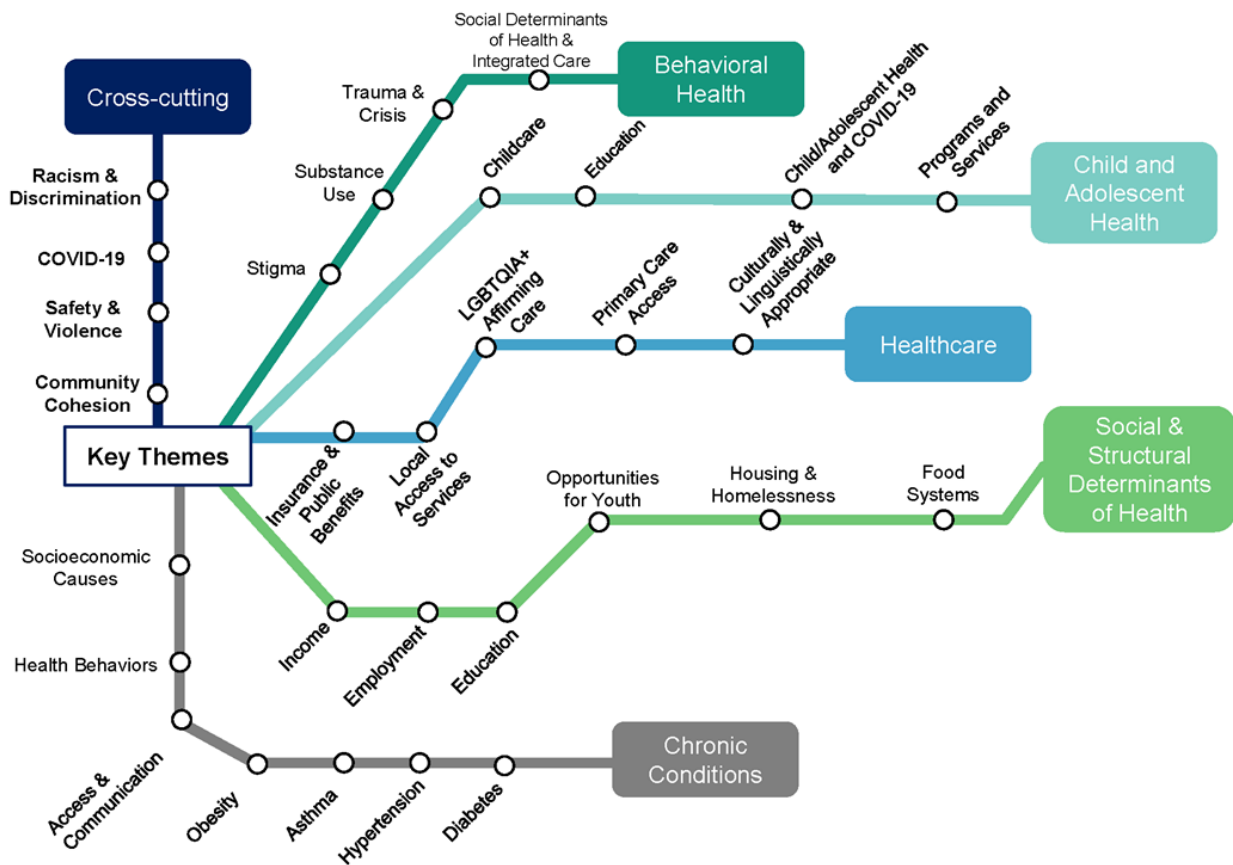 Cross-cutting
Racism &
Discrimination
COVID-19
Safety &
Violence
Community
Cohesion
Key Themes
Stigma
Substance
Use
Trauma &
Crisis
Social Determinants
of Health &
Integrated Care
Behavioral
Health
Childcare
Education
Child/Adolescent Health
and COVID-19
Programs and
Services
Child and
Adolescent
Health
Insurance &
Public
Benefits
Local
Access to
Services
LGBTQIA+
Affirming
Care
Primary Care
Access
Culturally &
Linguistically
Appropriate
Healthcare
Income
Employment
Education
Opportunities
for Youth
Housing &
Homelessness
Food
Systems
Social &
Structural
Determinants
of Health
Socioeconomic
Causes
Health Behaviors
Access &
Communication
Obesity
Asthma
Hypertension
Diabetes
Chronic
Conditions